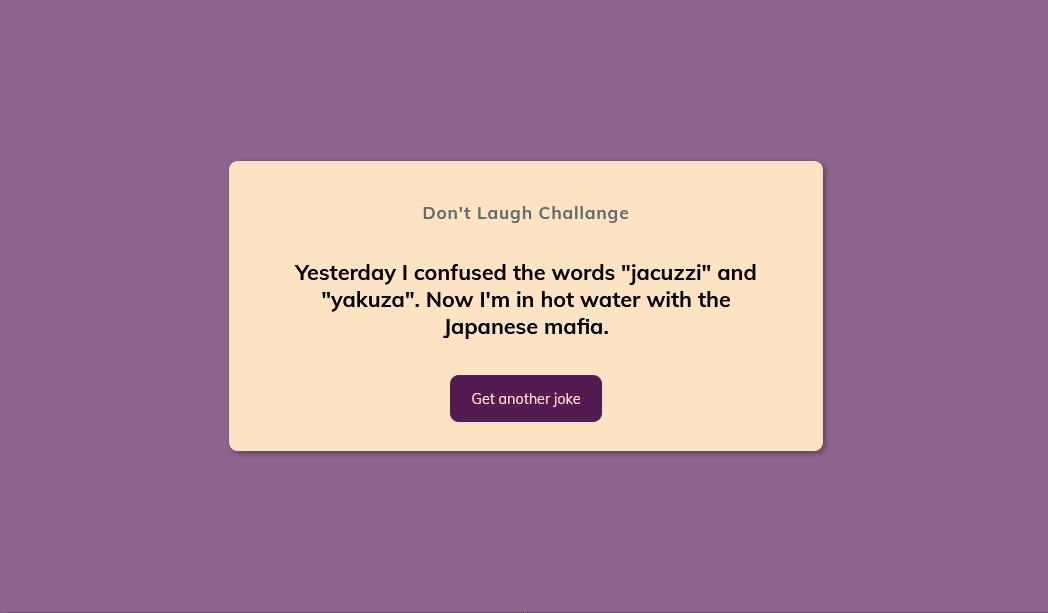 Don't Laugh Challange
Yesterday I confused the words "jacuzzi" and
"yakuza". Now I'm in hot water with the
Japanese mafia.
Get another joke